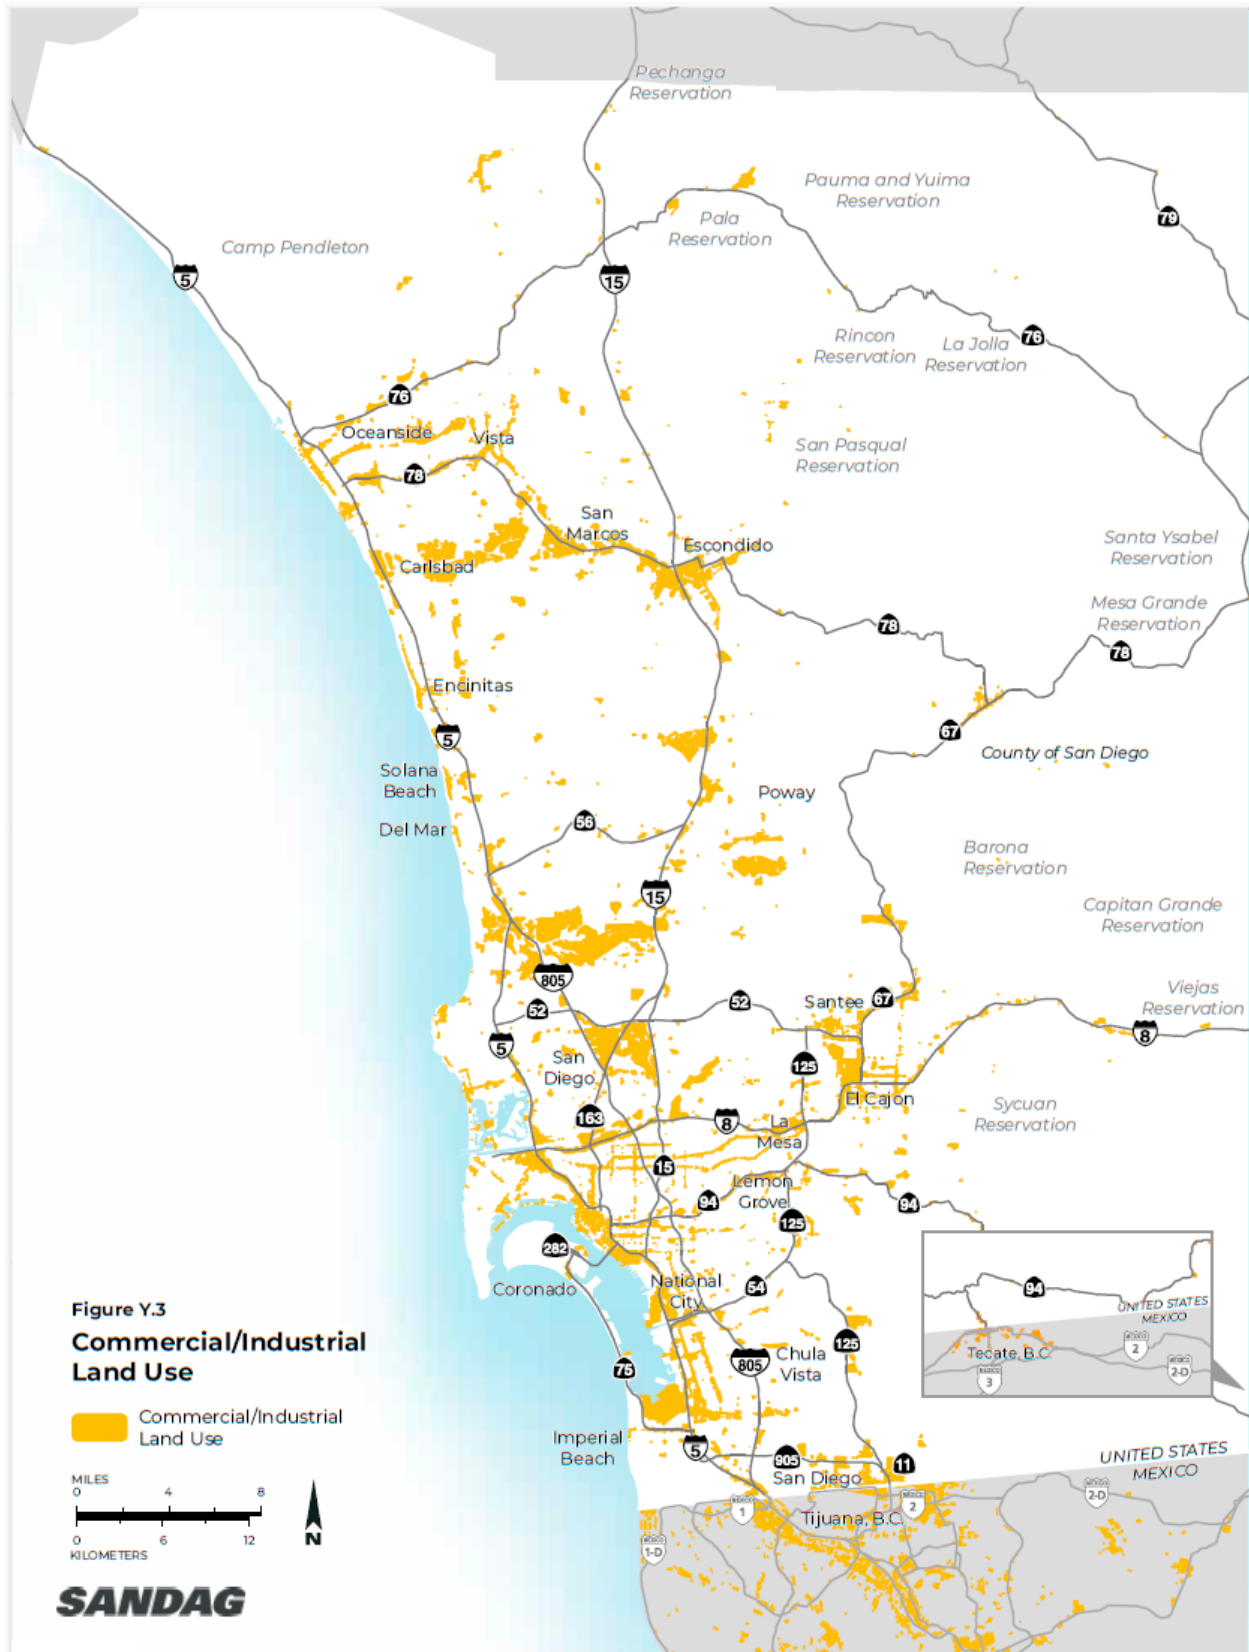 Pechanga
Reservation
Pauma and Yuima
Reservation
79
Pala
Reservation
Camp Pendleton
5
15
Rincon
Reservation
La Jolla
Reservation
76
76
Oceanside
Vista
San Pasqual
Reservation
78
San
Marcos
Escondido
Santa Ysabel
Reservation
Carlsbad
Mesa Grande
Reservation
78
78
Encinitas
5
67
County of San Diego
Solana
Beach
Poway
Del Mar
56
Barona
Reservation
15
Capitan Grande
Reservation
805
Viejas
Reservation
52
52
Santee
67
5
8
San
Diego
125
El Cajon
163
8
La
Mesa
Sycuan
Reservation
15
Lemon
Grove
94
94
125
282
Coronado
National
City
54
94
UNITED STATES
MEXICO
Tecate, B.C.
MEXICO
2
MEXICO
2-D
MEXICO
3
Figure Y.3
Commercial/Industrial
Land Use
125
805
Chula
Vista
75
Commercial/Industrial
Land Use
Imperial
Beach
5
905
San Diego
11
UNITED STATES
MEXICO
MILES
0 4 8
0 6 12
KILOMETERS
N
MEXICO
1
MEXICO
2
MEXICO
2-D
Tijuana, B.C.
MEXICO
1-D
SANDAG